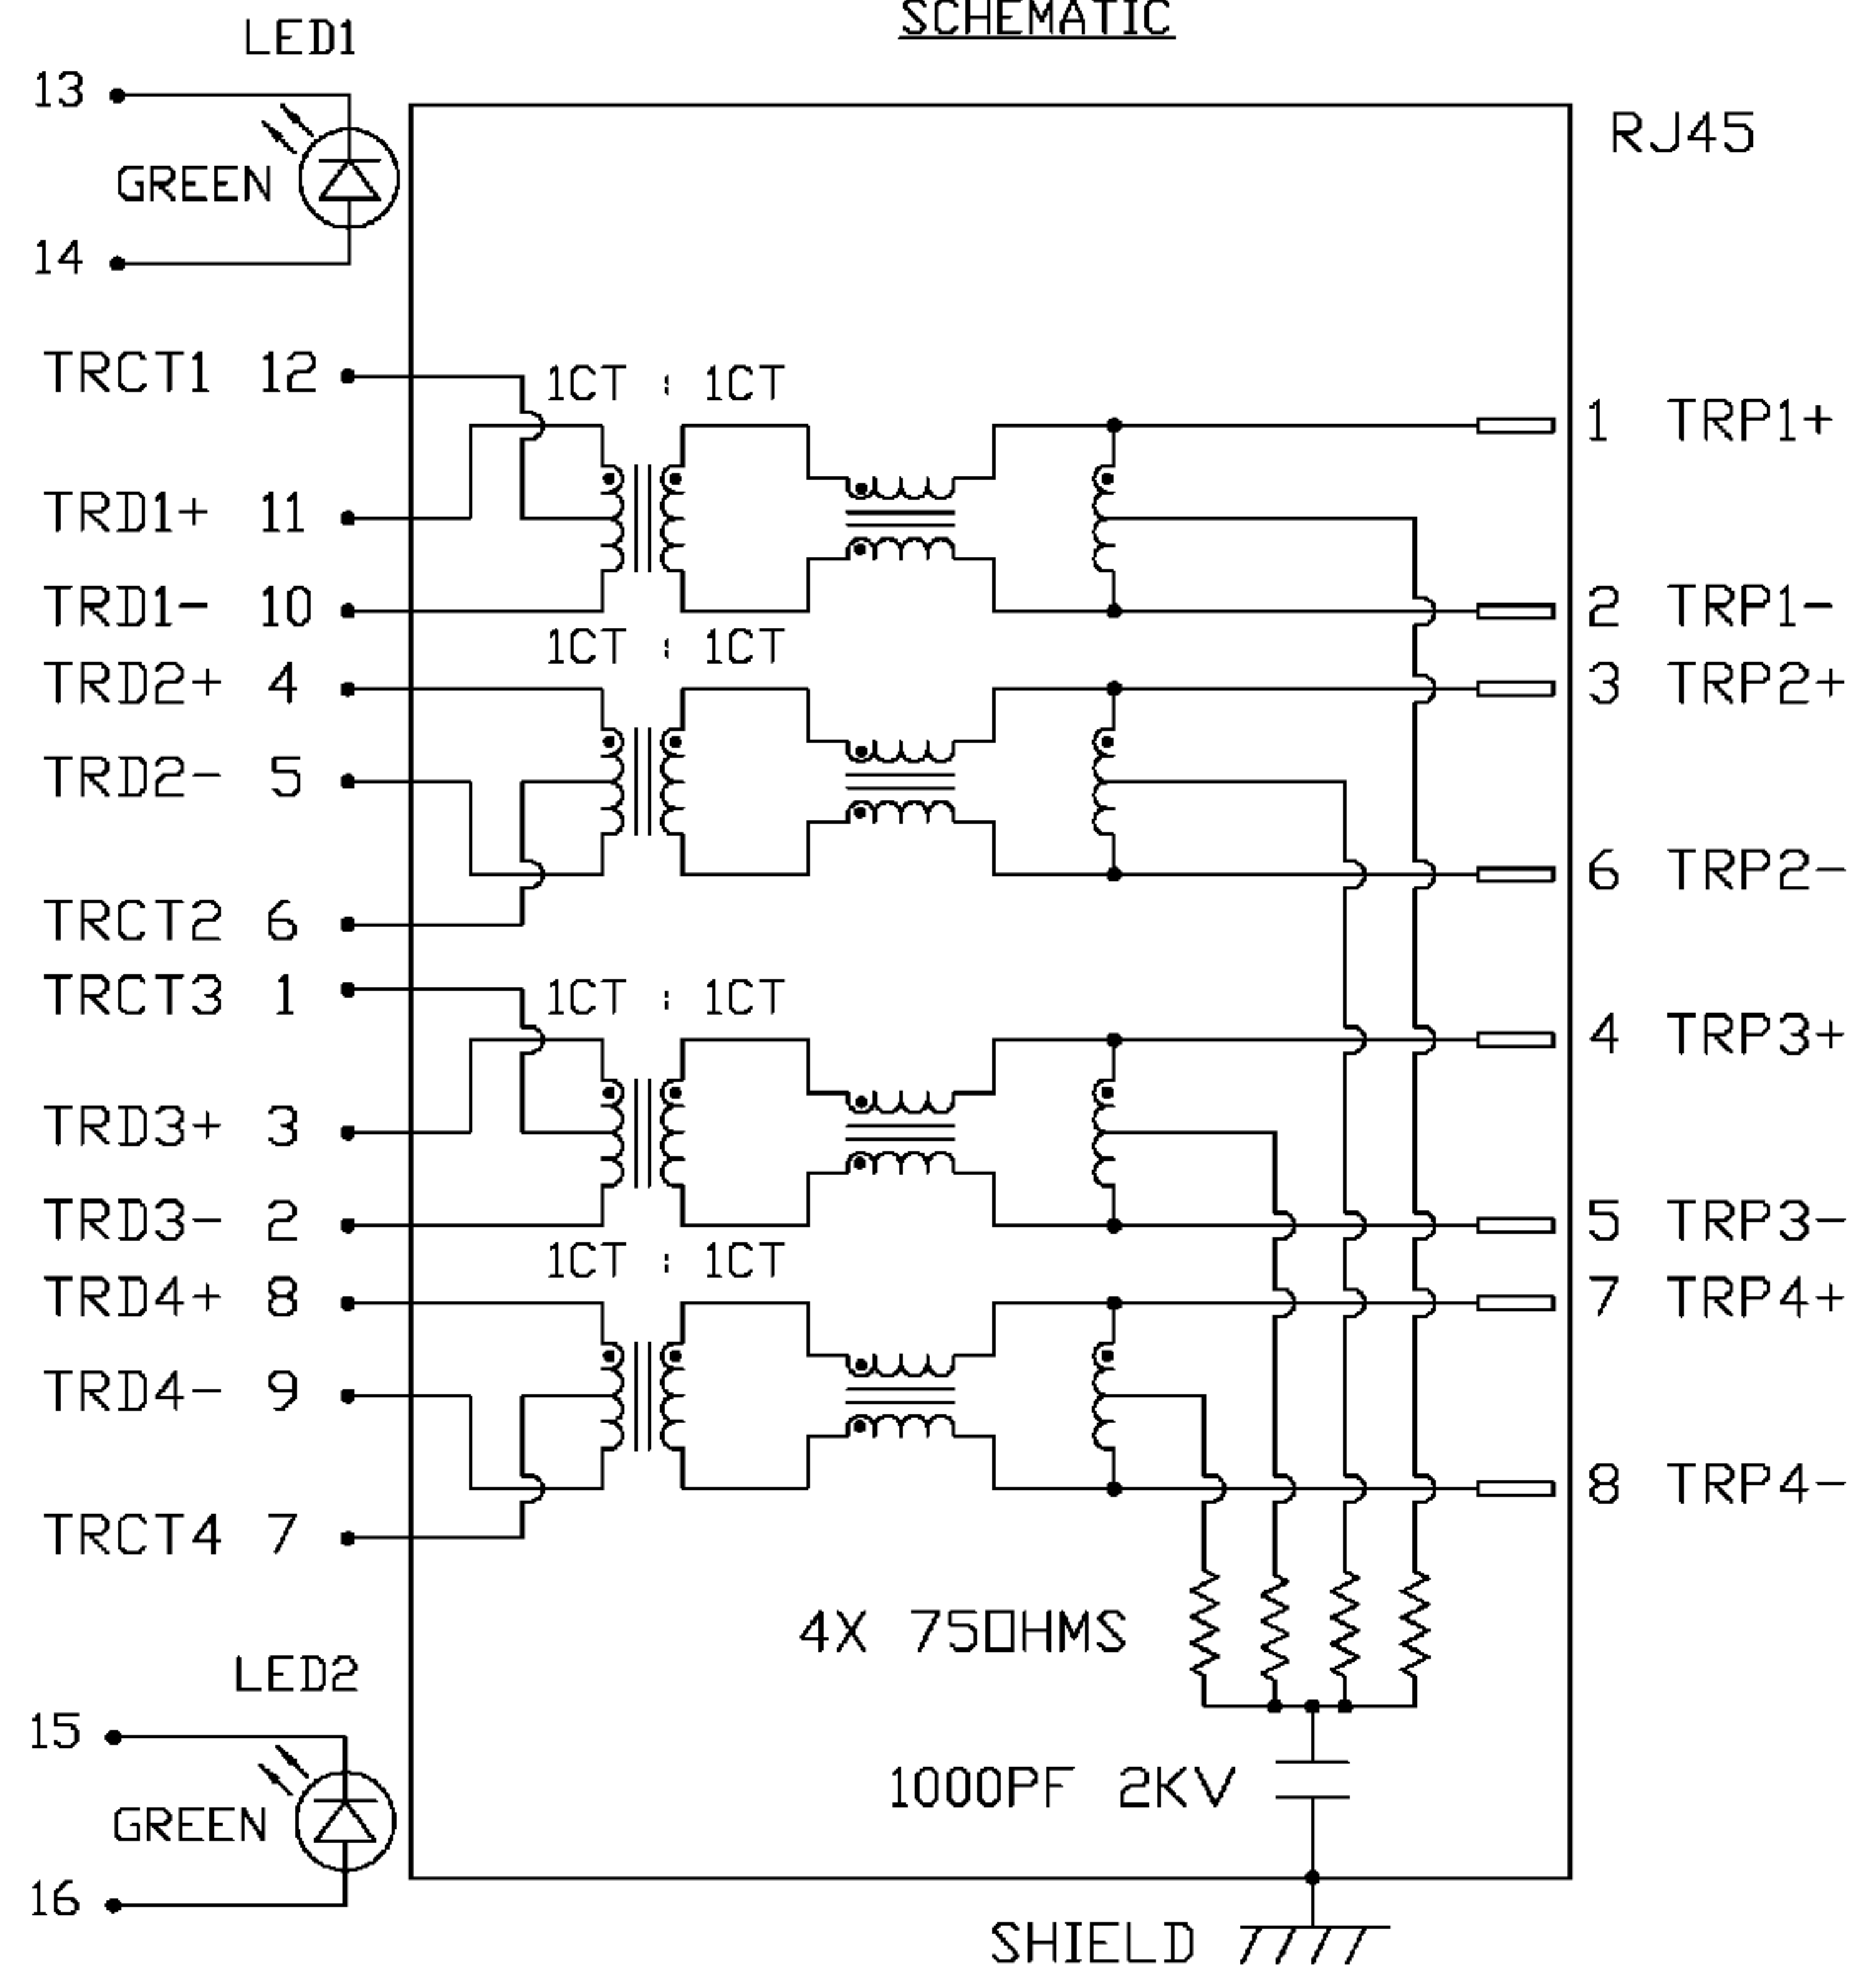 SCHEMATIC
LED1
13
GREEN
14
RJ45
TRCT1 12
1CT : 1CT
1 TRP1+
TRD1+ 11
TRD1- 10
2 TRP1-
1CT : 1CT
TRD2+ 4
3 TRP2+
TRD2- 5
6 TRP2-
TRCT2 6
TRCT3 1
1CT : 1CT
4 TRP3+
TRD3+ 3
TRD3- 2
5 TRP3-
1CT : 1CT
TRD4+ 8
7 TRP4+
TRD4- 9
8 TRP4-
TRCT4 7
4X 75OHMS
LED2
15
1000PF 2KV
GREEN
16
SHIELD